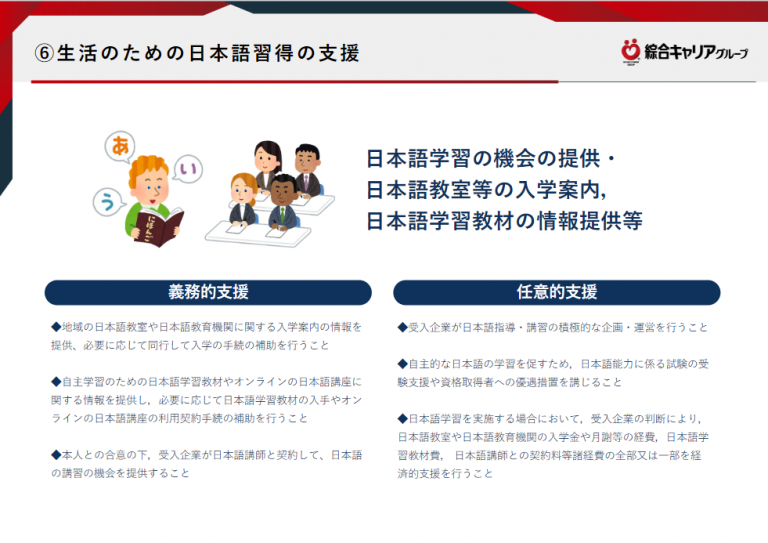 ⑥生活のための日本語習得の支援
綜合キャリアグループ
あ
い
う
にほんご
日本語学習の機会の提供・
日本語教室等の入学案内,
日本語学習教材の情報提供等
義務的支援
◆地域の日本語教室や日本語教育機関に関する入学案内の情報を
提供、必要に応じて同行して入学の手続の補助を行うこと
◆自主学習のための日本語学習教材やオンラインの日本語講座に
関する情報を提供し，必要に応じて日本語学習教材の入手やオン
ラインの日本語講座の利用契約手続の補助を行うこと
◆本人との合意の下，受入企業が日本語講師と契約して、日本語
の講習の機会を提供すること
任意的支援
◆受入企業が日本語指導・講習の積極的な企画・運営を行うこと
◆自主的な日本語の学習を促すため，日本語能力に係る試験の受
験支援や資格取得者への優遇措置を講じること
◆日本語学習を実施する場合において，受入企業の判断により，
日本語教室や日本語教育機関の入学金や月謝等の経費，日本語学
習教材費， 日本語講師との契約料等諸経費の全部又は一部を経
済的支援を行うこと